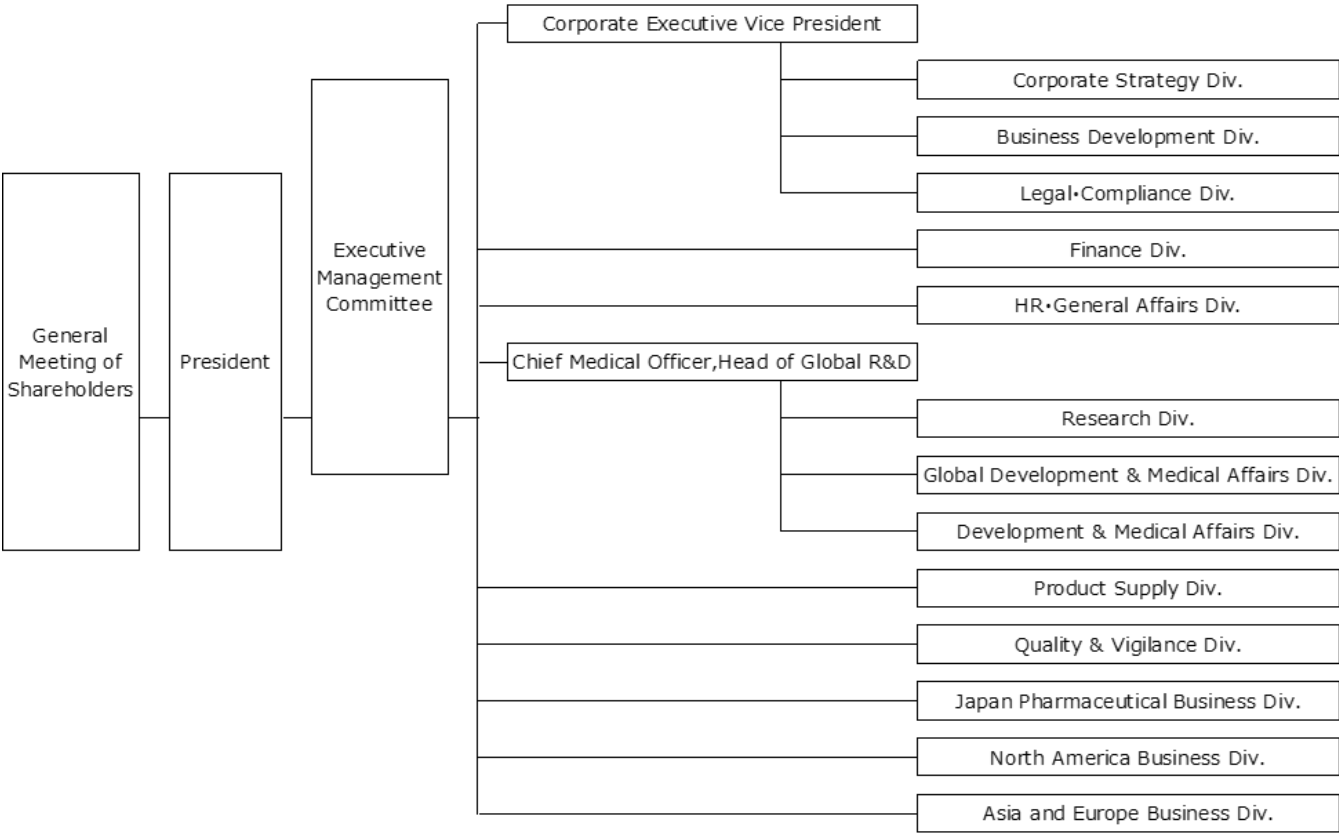 General
Meeting of
Shareholders
President
Executive
Management
Committee
Corporate Executive Vice President
Corporate Strategy Div.
Business Development Div.
Legal・Compliance Div.
Finance Div.
HR・General Affairs Div.
Chief Medical Officer,Head of Global R&D
Research Div.
Global Development & Medical Affairs Div.
Development & Medical Affairs Div.
Product Supply Div.
Quality & Vigilance Div.
Japan Pharmaceutical Business Div.
North America Business Div.
Asia and Europe Business Div.